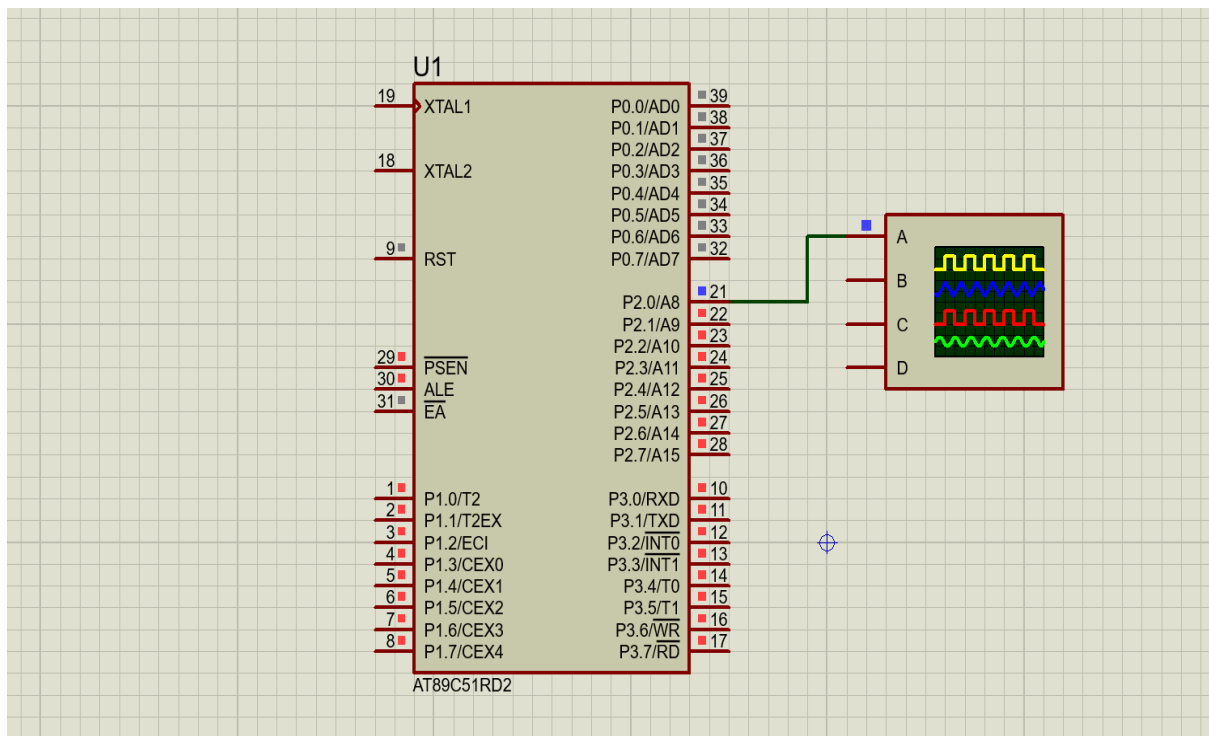 U1
19 XTAL1
18 XTAL2
9 RST
29 PSEN
30 ALE
31 EA
1 P1.0/T2
2 P1.1/T2EX
3 P1.2/ECI
4 P1.3/CEX0
5 P1.4/CEX1
6 P1.5/CEX2
7 P1.6/CEX3
8 P1.7/CEX4
P0.0/AD0 39
P0.1/AD1 38
P0.2/AD2 37
P0.3/AD3 36
P0.4/AD4 35
P0.5/AD5 34
P0.6/AD6 33
P0.7/AD7 32
P2.0/A8 21
P2.1/A9 22
P2.2/A10 23
P2.3/A11 24
P2.4/A12 25
P2.5/A13 26
P2.6/A14 27
P2.7/A15 28
P3.0/RXD 10
P3.1/TXD 11
P3.2/INT0 12
P3.3/INT1 13
P3.4/T0 14
P3.5/T1 15
P3.6/WR 16
P3.7/RD 17
AT89C51RD2
A
B
C
D